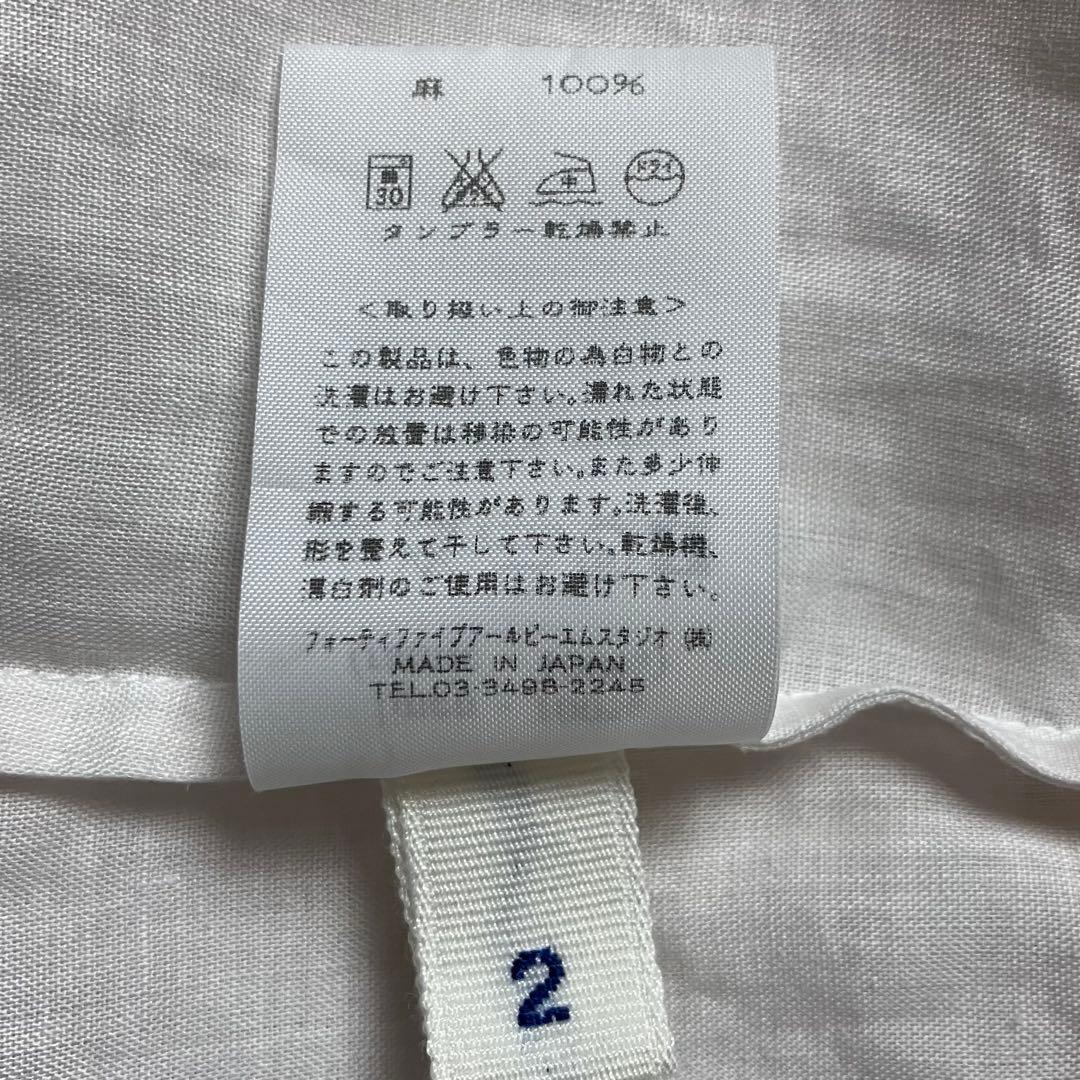 麻 100%
弱 30 中 ドライ
タンブラー乾燥禁止
<取り扱い上の御注意>
この製品は、色物の為白物との
洗濯はお避け下さい。濡れた状態
での放置は移染の可能性があり
ますのでご注意下さい。また多少伸
縮する可能性があります。洗濯後、
形を整えて干して下さい。乾燥機、
漂白剤のご使用はお避け下さい。
フォーティファイブアールピーエムスタジオ(株)
MADE IN JAPAN
TEL.03-3498-2245
2